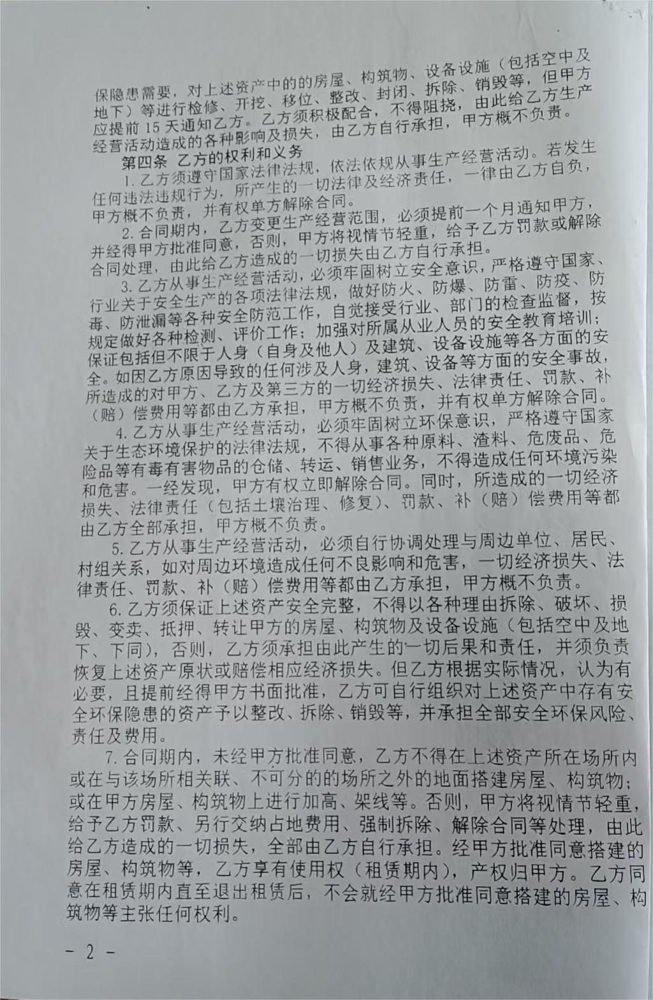 保隐患需要，对上述资产中的的房屋、构筑物、设备设施（包括空中及
地下）等进行检修、开挖、移位、整改、封闭、拆除、销毁等，但甲方
应提前 15 天通知乙方。乙方须积极配合，不得阻挠，由此给乙方生产
经营活动造成的各种影响及损失，由乙方自行承担，甲方概不负责。
第四条 乙方的权利和义务
1. 乙方须遵守国家法律法规，依法依规从事生产经营活动。若发生
任何违法违规行为，所产生的一切法律及经济责任，一律由乙方自负，
甲方概不负责，并有权单方解除合同。
2. 合同期内，乙方变更生产经营范围，必须提前一个月通知甲方，
并经得甲方批准同意，否则，甲方将视情节轻重，给予乙方罚款或解除
合同处理，由此给乙方造成的一切损失由乙方自行承担。
3. 乙方从事生产经营活动，必须牢固树立安全意识，严格遵守国家、
行业关于安全生产的各项法律法规，做好防火、防爆、防雷、防疫、防
毒、防泄漏等各种安全防范工作，自觉接受行业、部门的检查监督，按
规定做好各种检测、评价工作；加强对所属从业人员的安全教育培训；
保证包括但不限于人身（自身及他人）及建筑、设备设施等各方面的安
全。如因乙方原因导致的任何涉及人身，建筑、设备等方面的安全事故，
所造成的对甲方、乙方及第三方的一切经济损失、法律责任、罚款、补
（赔）偿费用等都由乙方承担，甲方概不负责，并有权单方解除合同。
4. 乙方从事生产经营活动，必须牢固树立环保意识，严格遵守国家
关于生态环境保护的法律法规，不得从事各种原料、渣料、危废品、危
险品等有毒有害物品的仓储、转运、销售业务，不得造成任何环境污染
和危害。一经发现，甲方有权立即解除合同。同时，所造成的一切经济
损失、法律责任（包括土壤治理、修复）、罚款、补（赔）偿费用等都
由乙方全部承担，甲方概不负责。
5. 乙方从事生产经营活动，必须自行协调处理与周边单位、居民、
村组关系，如对周边环境造成任何不良影响和危害，一切经济损失、法
律责任、罚款、补（赔）偿费用等都由乙方承担，甲方概不负责。
6. 乙方须保证上述资产安全完整，不得以各种理由拆除、破坏、损
毁、变卖、抵押、转让甲方的房屋、构筑物及设备设施（包括空中及地
下、下同），否则，乙方须承担由此产生的一切后果和责任，并须负责
恢复上述资产原状或赔偿相应经济损失。但乙方根据实际情况，认为有
必要，且提前经得甲方书面批准，乙方可自行组织对上述资产中存有安
全环保隐患的资产予以整改、拆除、销毁等，并承担全部安全环保风险、
责任及费用。
7. 合同期内，未经甲方批准同意，乙方不得在上述资产所在场所内
或在与该场所相关联、不可分的的场所之外的地面搭建房屋、构筑物；
或在甲方房屋、构筑物上进行加高、架线等。否则，甲方将视情节轻重，
给予乙方罚款、另行交纳占地费用、强制拆除、解除合同等处理，由此
给乙方造成的一切损失，全部由乙方自行承担。经甲方批准同意搭建的
房屋、构筑物等，乙方享有使用权（租赁期内），产权归甲方。乙方同
意在租赁期内直至退出租赁后，不会就经甲方批准同意搭建的房屋、构
筑物等主张任何权利。
- 2 -